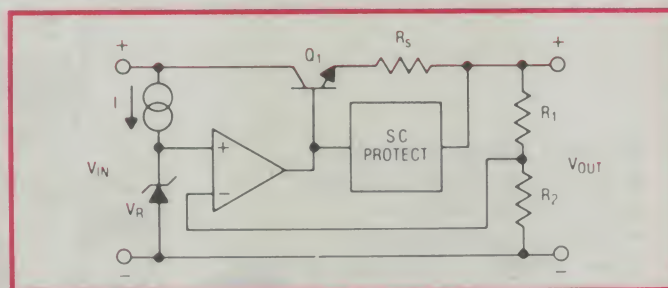 +
Q1
Rs
+
I
R1
SC
PROTECT
+
VIN
VOUT
−
VR
R2
−
−